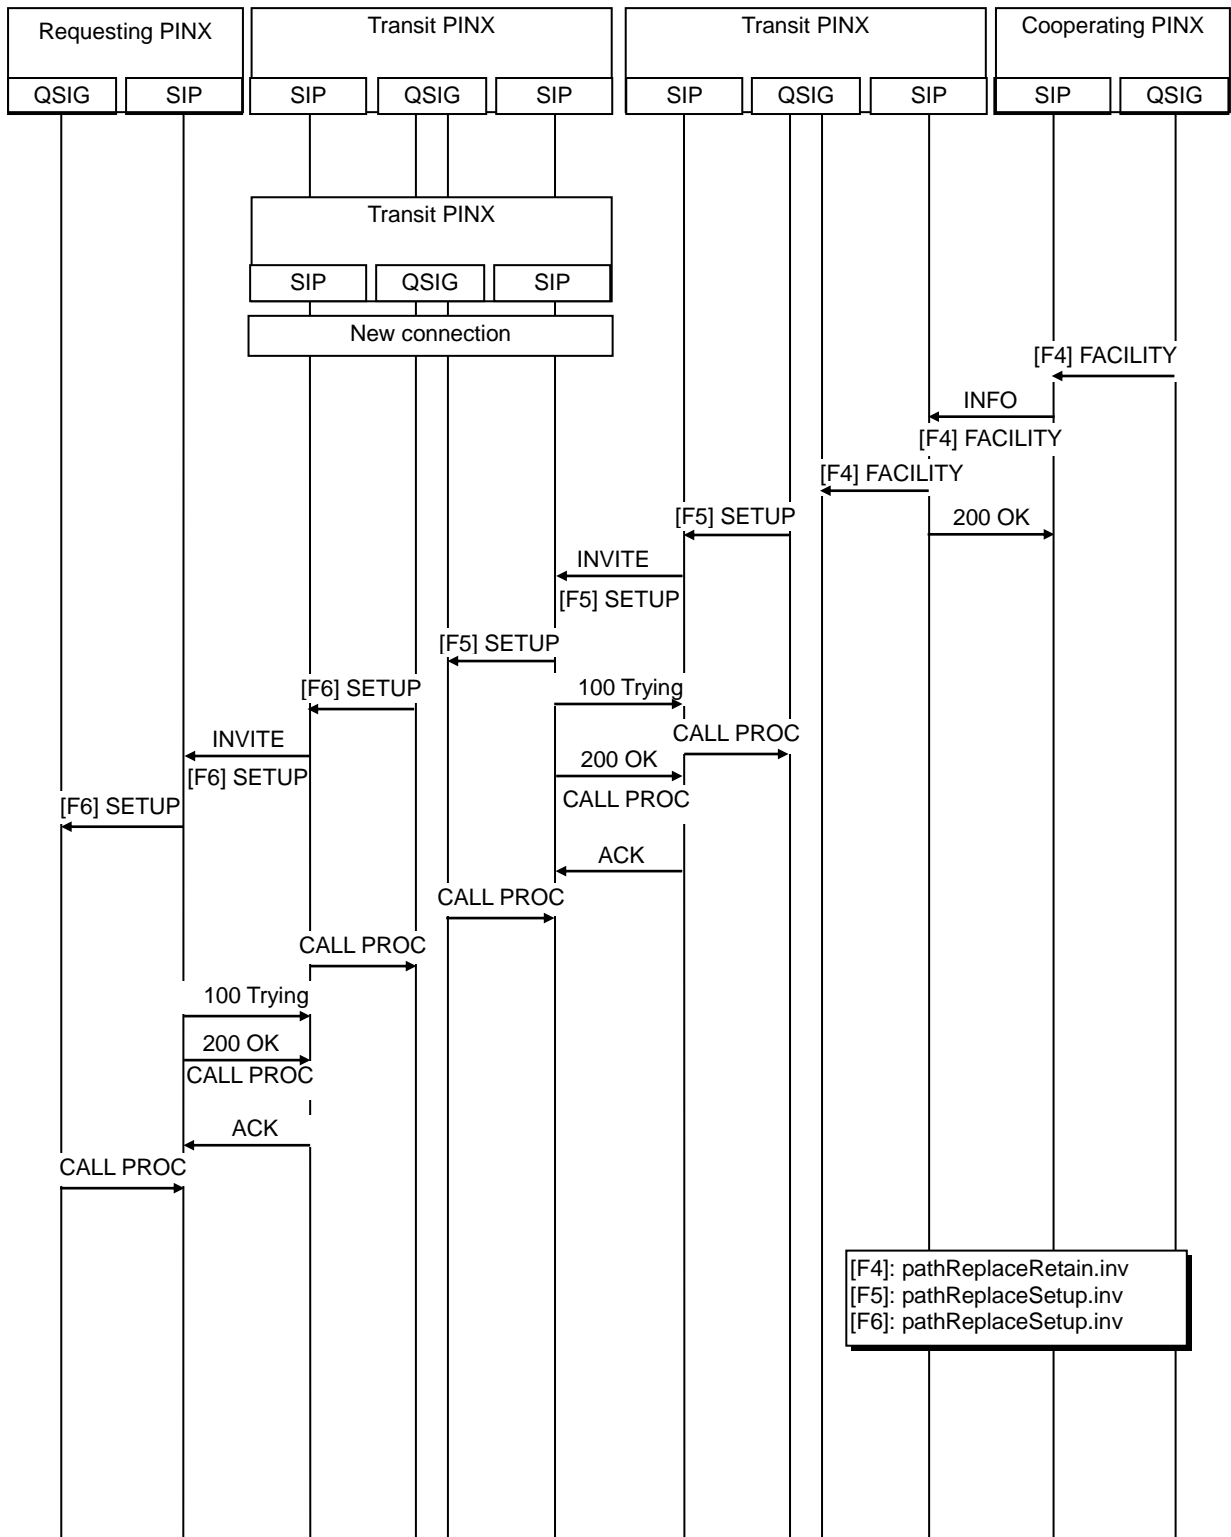 Requesting PINX
Transit PINX
Transit PINX
Cooperating PINX
QSIG
SIP
SIP
QSIG
SIP
SIP
QSIG
SIP
SIP
QSIG
Transit PINX
SIP
QSIG
SIP
New connection
[F4] FACILITY
INFO
[F4] FACILITY
[F4] FACILITY
[F5] SETUP
200 OK
INVITE
[F5] SETUP
[F5] SETUP
[F6] SETUP
100 Trying
CALL PROC
INVITE
[F6] SETUP
200 OK
CALL PROC
[F6] SETUP
ACK
CALL PROC
CALL PROC
100 Trying
200 OK
CALL PROC
ACK
CALL PROC
[F4]: pathReplaceRetain.inv
[F5]: pathReplaceSetup.inv
[F6]: pathReplaceSetup.inv